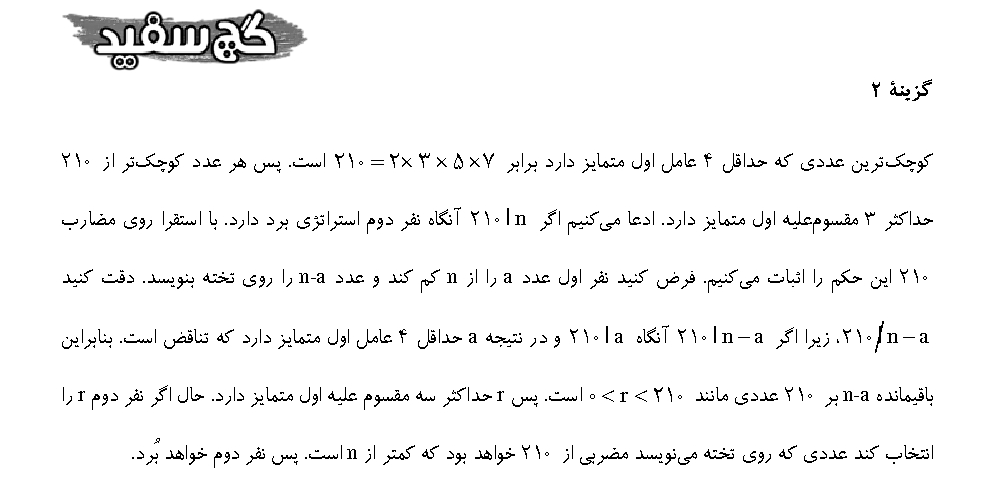 گچ سفید
گزینهٔ ۲
کوچک‌ترین عددی که حداقل ۴ عامل اول متمایز دارد برابر ۲۱۰ = ۲ × ۳ × ۵ × ۷ است. پس هر عدد کوچک‌تر از ۲۱۰
حداکثر ۳ مقسوم‌علیه اول متمایز دارد. ادعا می‌کنیم اگر ۲۱۰ | n آنگاه نفر دوم استراتژی برد دارد. با استقرا روی مضارب
۲۱۰ این حکم را اثبات می‌کنیم. فرض کنید نفر اول عدد a را از n کم کند و عدد n-a را روی تخته بنویسد. دقت کنید
۲۱۰ ∤ n − a، زیرا اگر ۲۱۰ | n − a آنگاه ۲۱۰ | a و در نتیجه a حداقل ۴ عامل اول متمایز دارد که تناقض است. بنابراین
باقیمانده n-a بر ۲۱۰ عددی مانند ۰ < r < ۲۱۰ است. پس r حداکثر سه مقسوم علیه اول متمایز دارد. حال اگر نفر دوم r را
انتخاب کند عددی که روی تخته می‌نویسد مضربی از ۲۱۰ خواهد بود که کمتر از n است. پس نفر دوم خواهد بُرد.